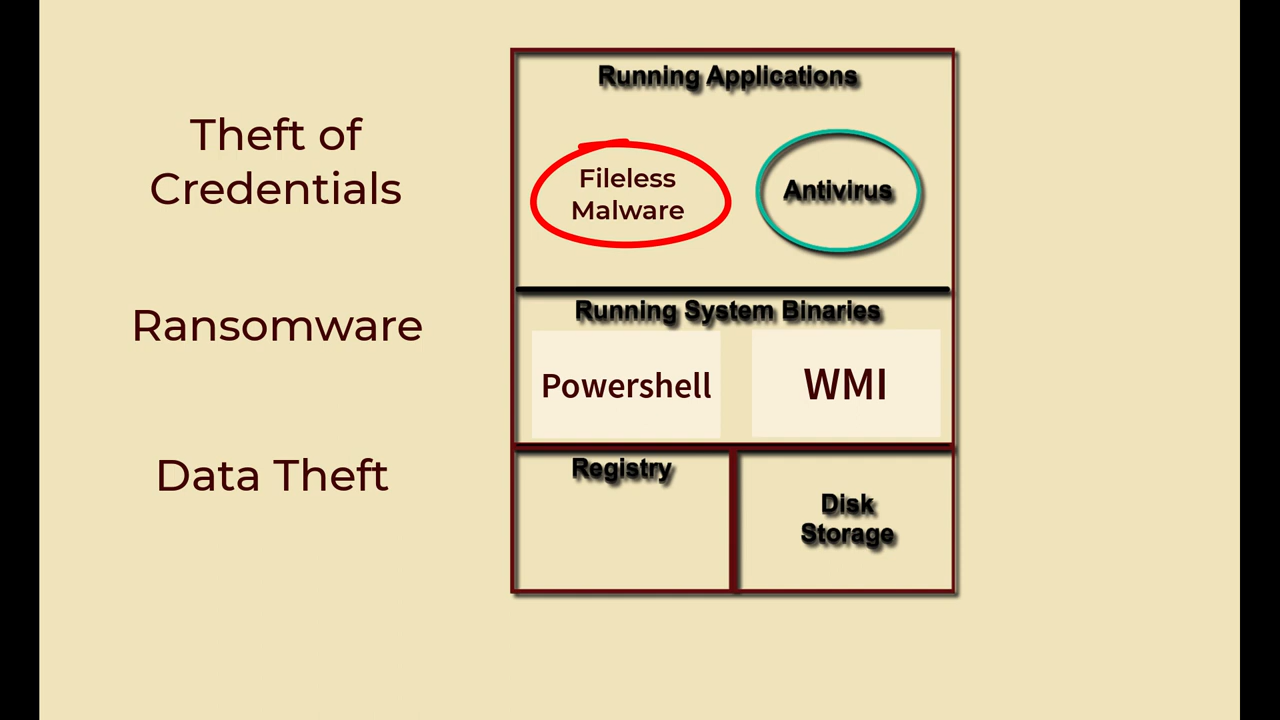 Theft of
Credentials
Ransomware
Data Theft
Running Applications
Fileless
Malware
Antivirus
Running System Binaries
Powershell
WMI
Registry
Disk
Storage